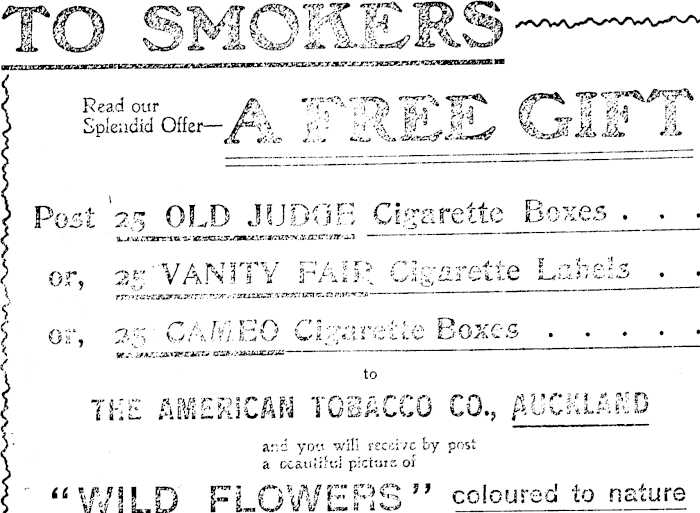 TO SMOKERS
Read our
Splendid Offer—
A FREE GIFT
Post 25 OLD JUDGE Cigarette Boxes . . .
or, 25 VANITY FAIR Cigarette Labels . .
or, 25 CAMEO Cigarette Boxes . . . . . .
to
THE AMERICAN TOBACCO CO., AUCKLAND
and you will receive by post
a beautiful picture of
"WILD FLOWERS" coloured to nature